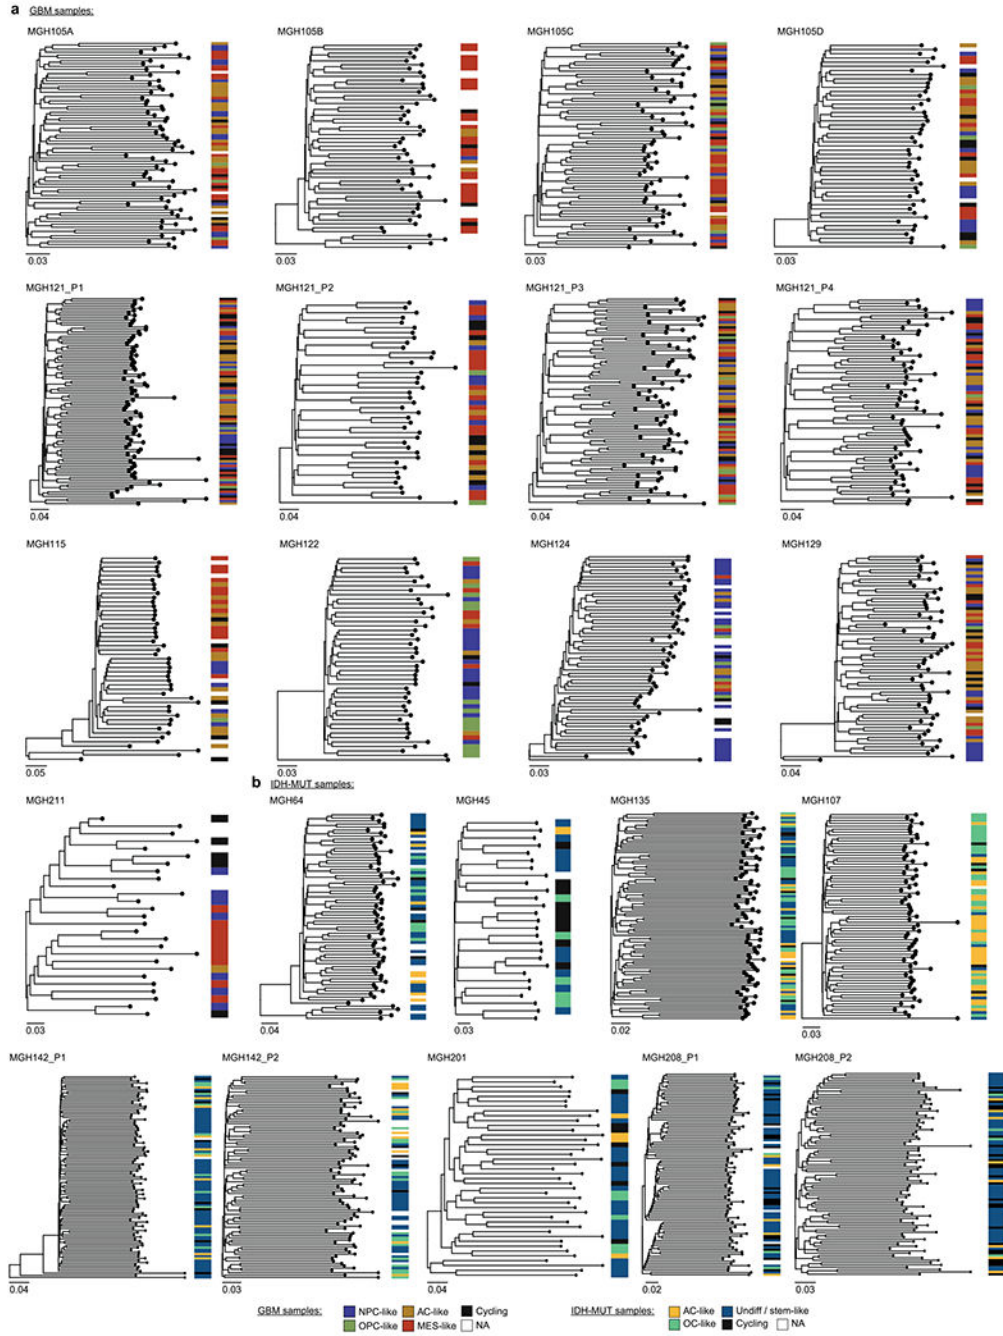 a GBM samples:
MGH105A MGH105B MGH105C MGH105D
0.03 0.03 0.03 0.03
MGH121_P1 MGH121_P2 MGH121_P3 MGH121_P4
0.04 0.04 0.04 0.04
MGH115 MGH122 MGH124 MGH129
0.05 0.03 0.03 0.04
b IDH-MUT samples:
MGH211 MGH64 MGH45 MGH135 MGH107
0.03 0.04 0.03 0.02 0.03
MGH142_P1 MGH142_P2 MGH201 MGH208_P1 MGH208_P2
0.04 0.03 0.04 0.02 0.03
GBM samples: NPC-like AC-like Cycling IDH-MUT samples: AC-like Undiff / stem-like
OPC-like MES-like NA OC-like Cycling NA